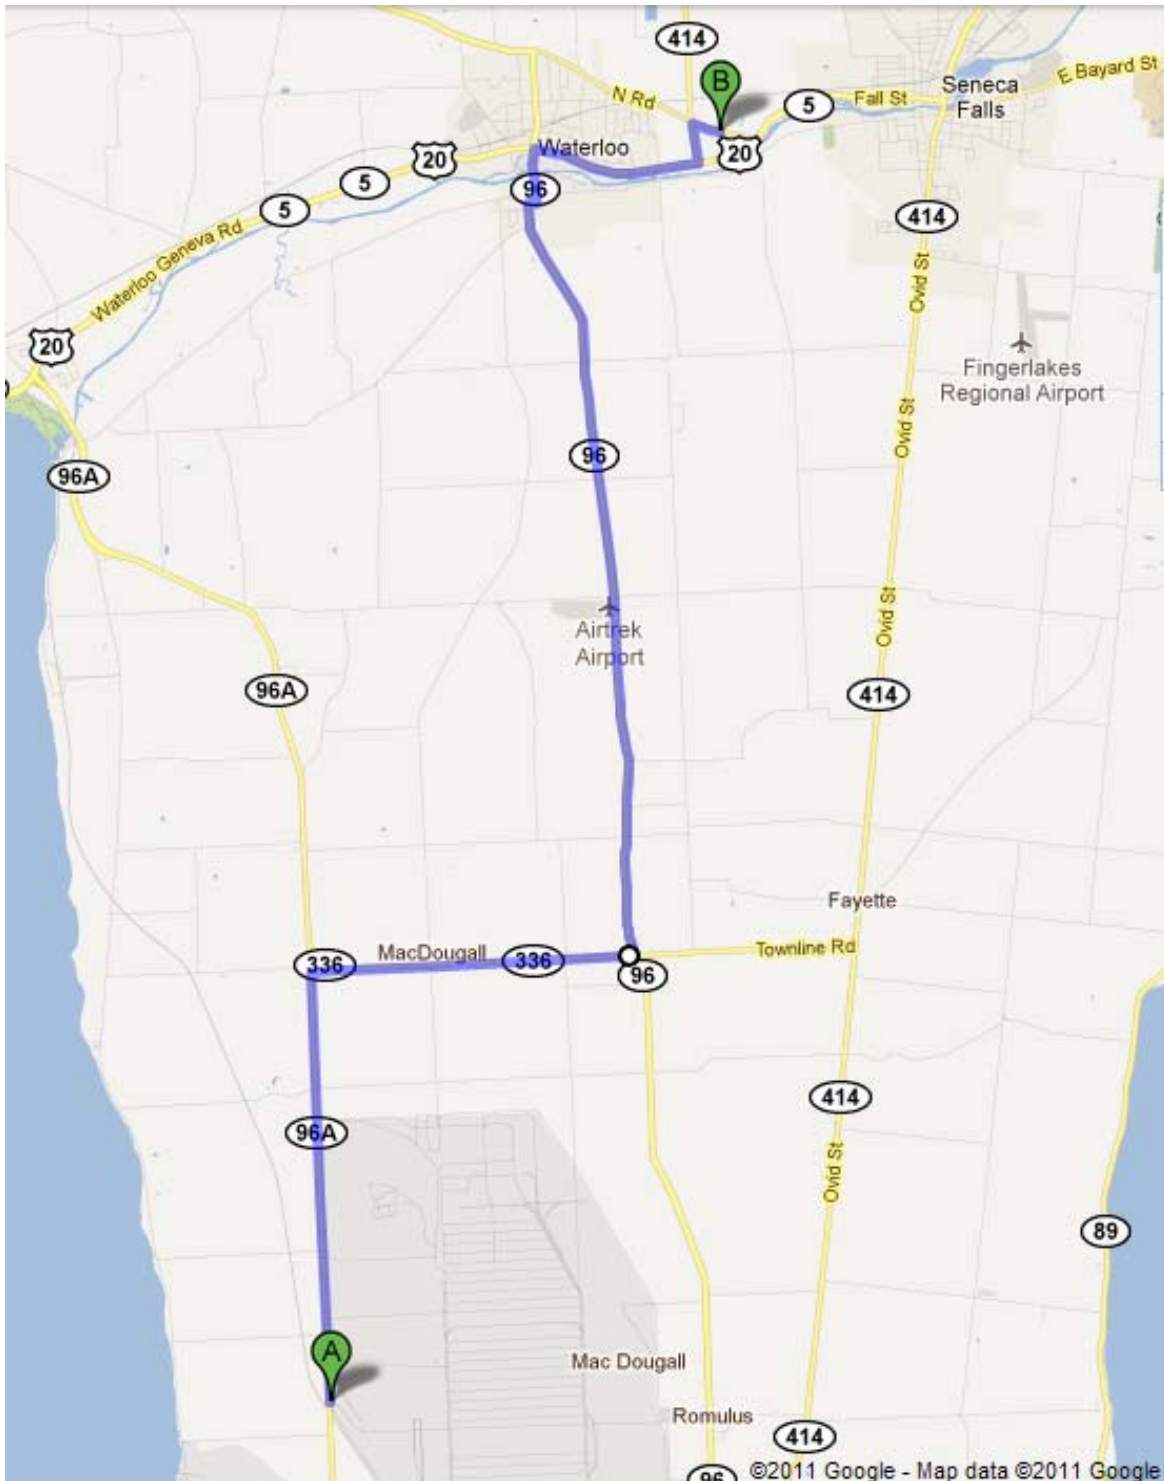 414
B
N Rd
5
Fall St
Seneca
Falls
E Bayard St
Waterloo
20
20
5
5
96
414
Waterloo Geneva Rd
Ovid St
20
Fingerlakes
Regional Airport
Ovid St
96
96A
Ovid St
Airtrek
Airport
96A
414
Fayette
MacDougall
336
336
Townline Rd
96
414
96A
Ovid St
89
A
Mac Dougall
Romulus
414
96
©2011 Google - Map data ©2011 Google